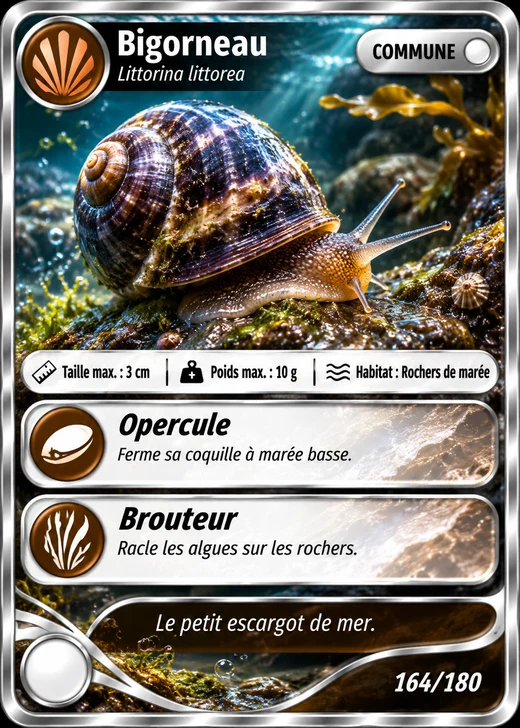 Bigorneau
Littorina littorea
COMMUNE
Taille max. : 3 cm
Poids max. : 10 g
Habitat : Rochers de marée
Opercule
Ferme sa coquille à marée basse.
Brouteur
Racle les algues sur les rochers.
Le petit escargot de mer.
164/180